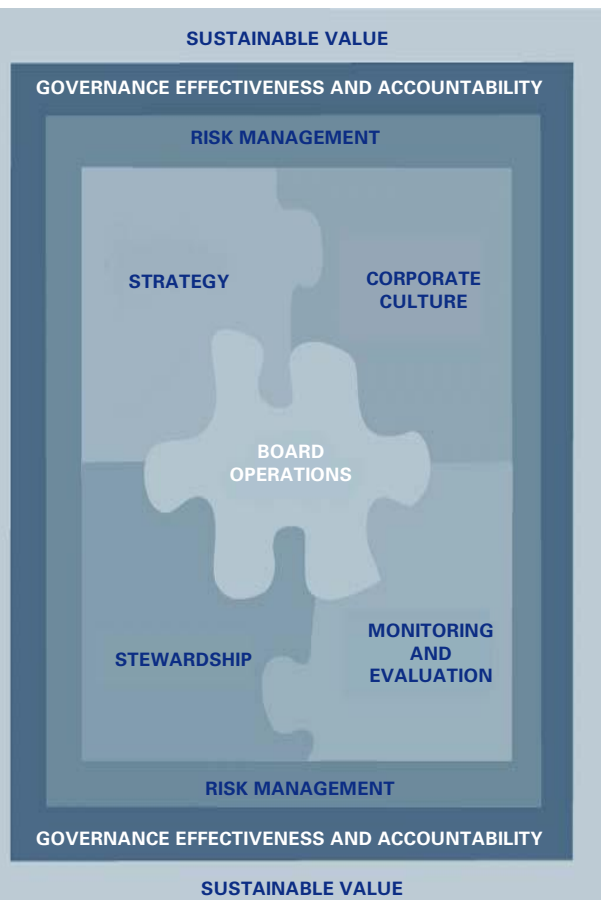 SUSTAINABLE VALUE
GOVERNANCE EFFECTIVENESS AND ACCOUNTABILITY
RISK MANAGEMENT
STRATEGY
CORPORATE
CULTURE
BOARD
OPERATIONS
STEWARDSHIP
MONITORING
AND
EVALUATION
RISK MANAGEMENT
GOVERNANCE EFFECTIVENESS AND ACCOUNTABILITY
SUSTAINABLE VALUE